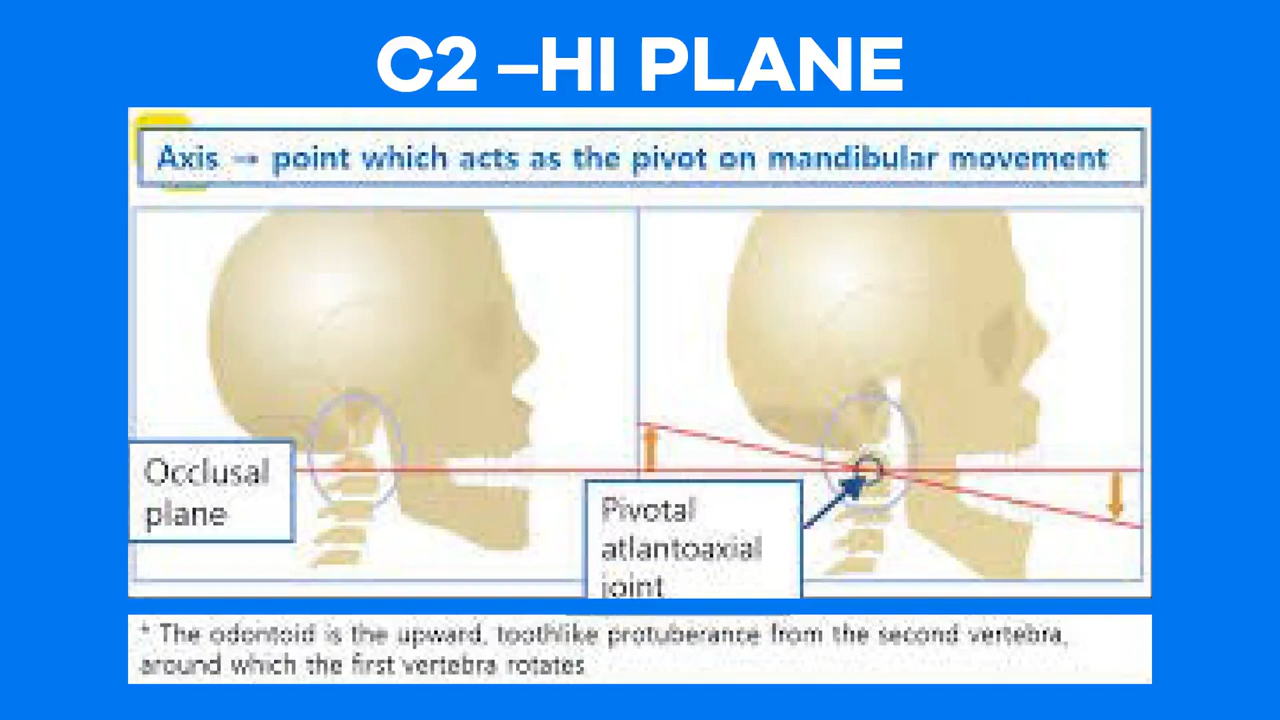 C2 –HI PLANE
Axis → point which acts as the pivot on mandibular movement
Occlusal
plane
Pivotal
atlantoaxial
joint
* The odontoid is the upward, toothlike protuberance from the second vertebra,
around which the first vertebra rotates